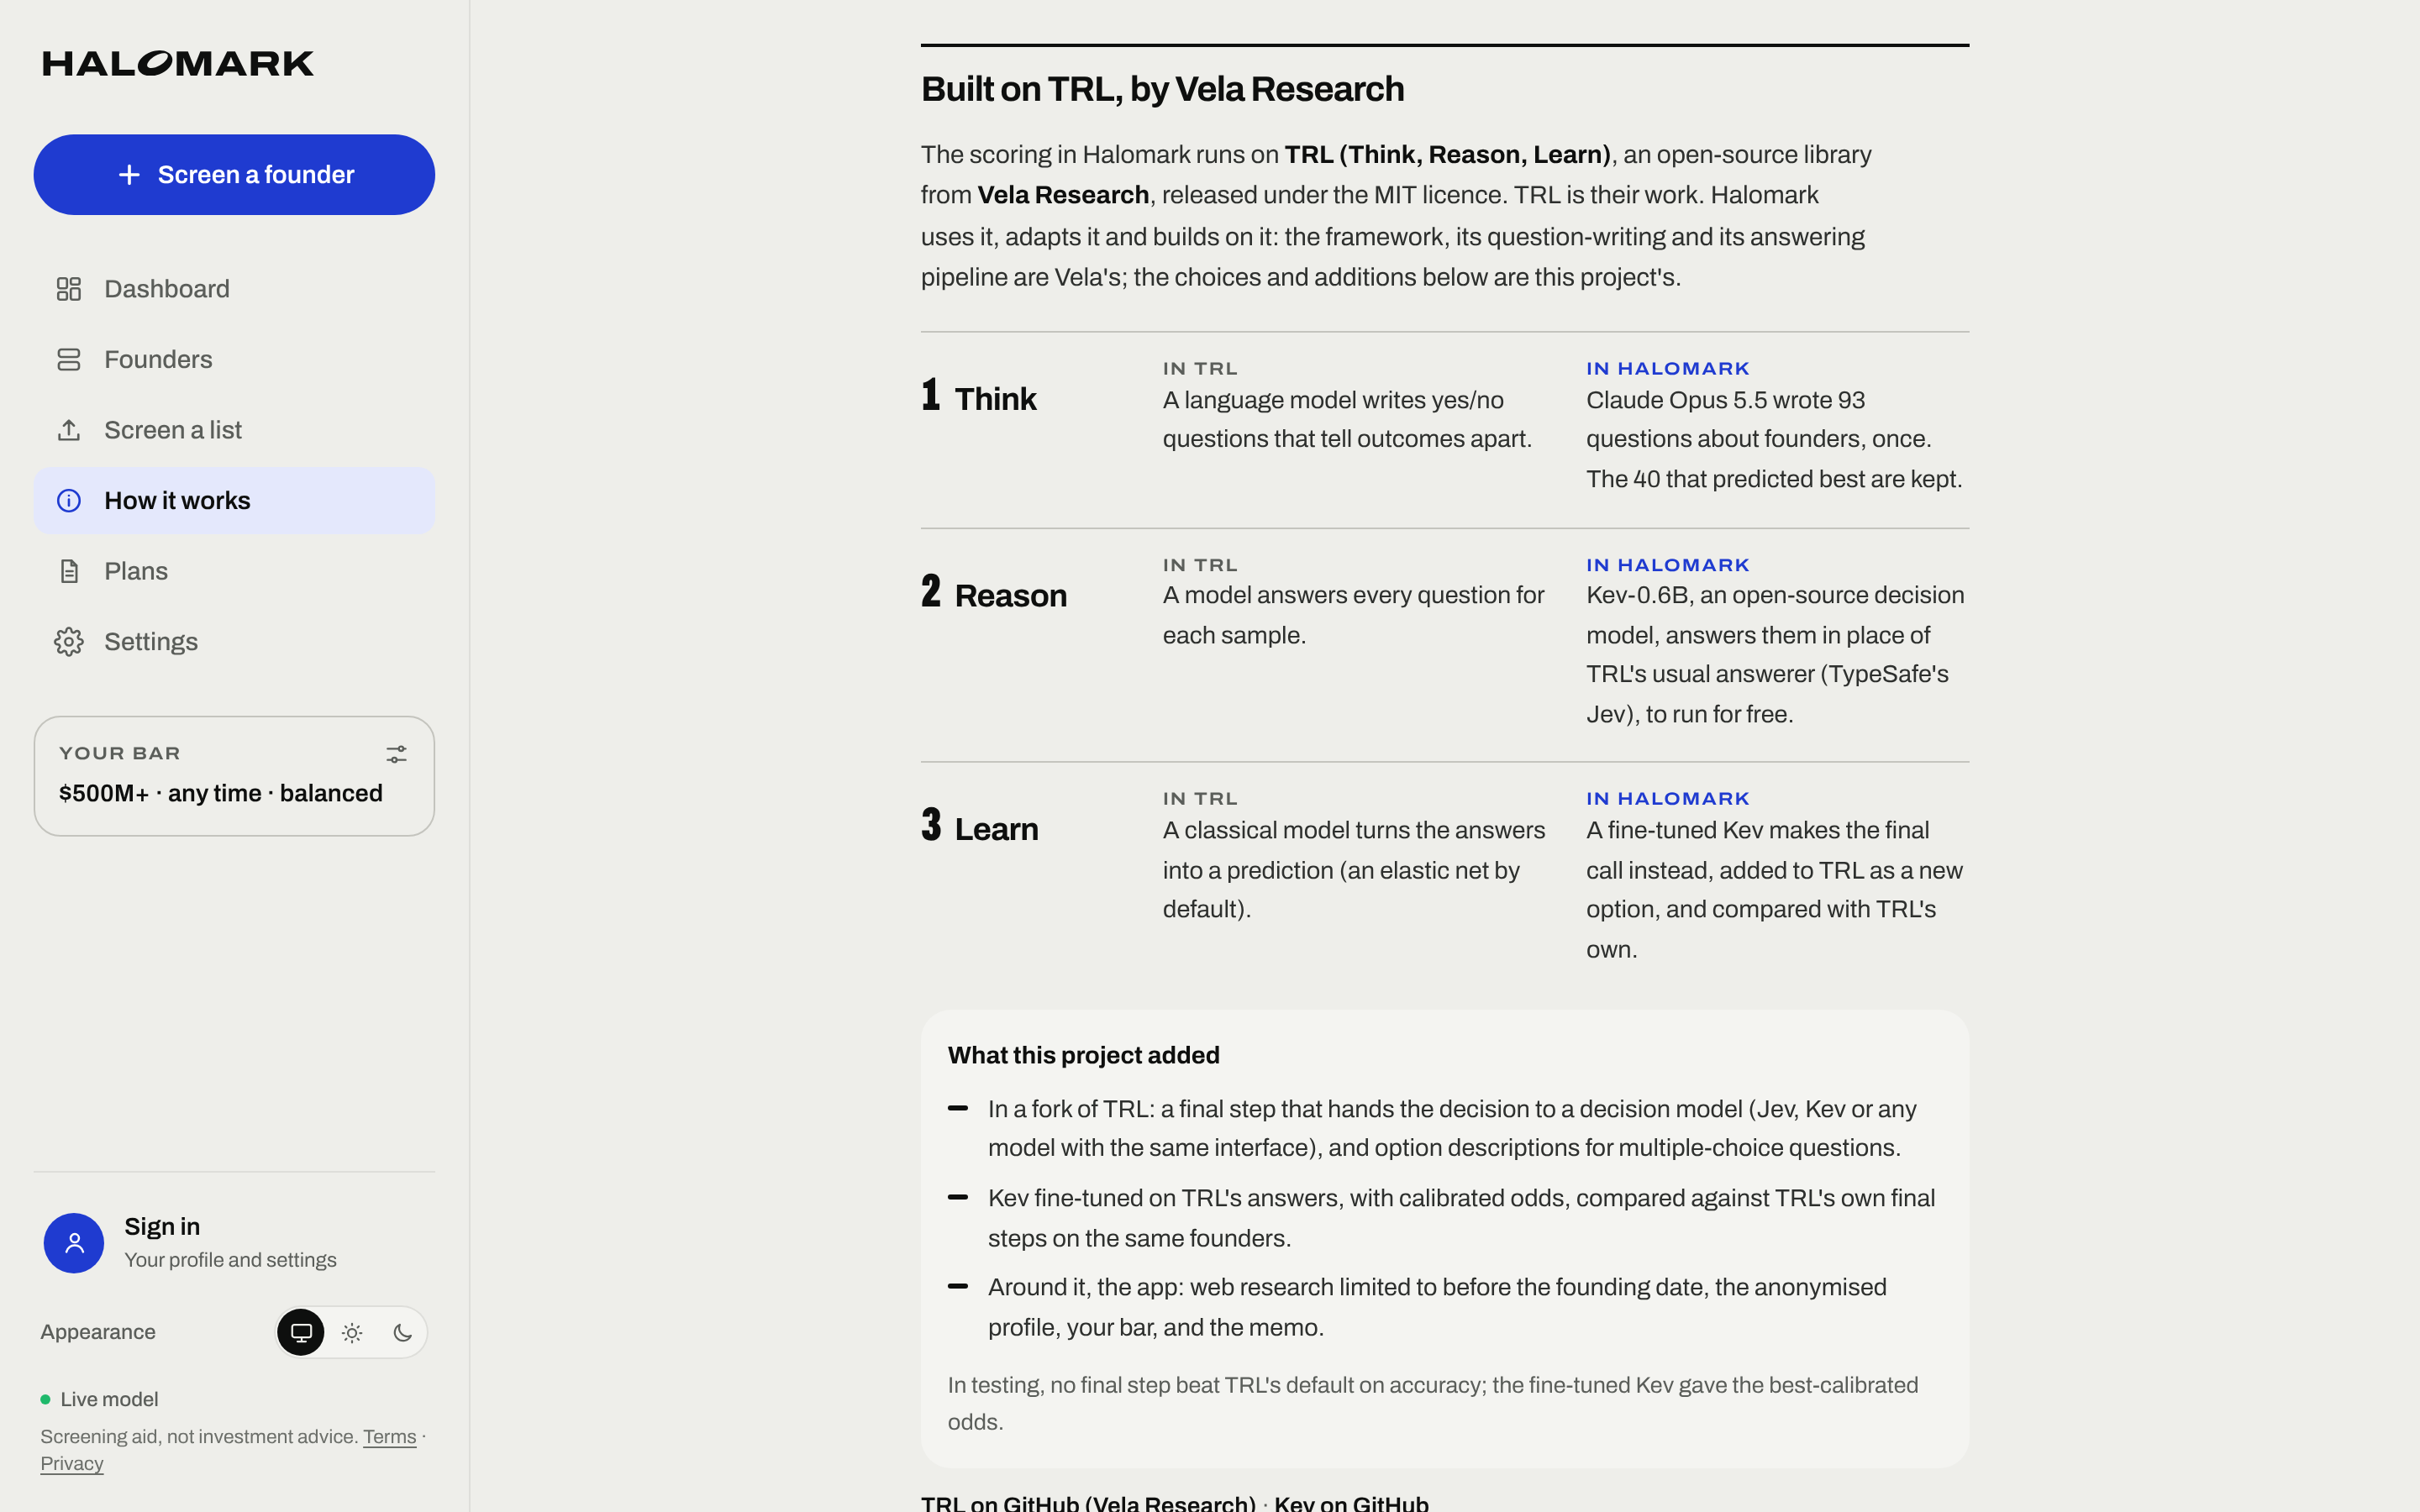 HALOMARK
Screen a founder
Dashboard
Founders
Screen a list
How it works
Plans
Settings
YOUR BAR
$500M+ · any time · balanced
Sign in
Your profile and settings
Appearance
Live model
Screening aid, not investment advice. Terms ·
Privacy
Built on TRL, by Vela Research
The scoring in Halomark runs on TRL (Think, Reason, Learn), an open-source library
from Vela Research, released under the MIT licence. TRL is their work. Halomark
uses it, adapts it and builds on it: the framework, its question-writing and its answering
pipeline are Vela's; the choices and additions below are this project's.
1 Think
IN TRL
A language model writes yes/no
questions that tell outcomes apart.
IN HALOMARK
Claude Opus 5.5 wrote 93
questions about founders, once.
The 40 that predicted best are kept.
2 Reason
IN TRL
A model answers every question for
each sample.
IN HALOMARK
Kev-0.6B, an open-source decision
model, answers them in place of
TRL's usual answerer (TypeSafe's
Jev), to run for free.
3 Learn
IN TRL
A classical model turns the answers
into a prediction (an elastic net by
default).
IN HALOMARK
A fine-tuned Kev makes the final
call instead, added to TRL as a new
option, and compared with TRL's
own.
What this project added
In a fork of TRL: a final step that hands the decision to a decision model (Jev, Kev or any
model with the same interface), and option descriptions for multiple-choice questions.
Kev fine-tuned on TRL's answers, with calibrated odds, compared against TRL's own final
steps on the same founders.
Around it, the app: web research limited to before the founding date, the anonymised
profile, your bar, and the memo.
In testing, no final step beat TRL's default on accuracy; the fine-tuned Kev gave the best-calibrated
odds.
TRL on GitHub (Vela Research) · Kev on GitHub